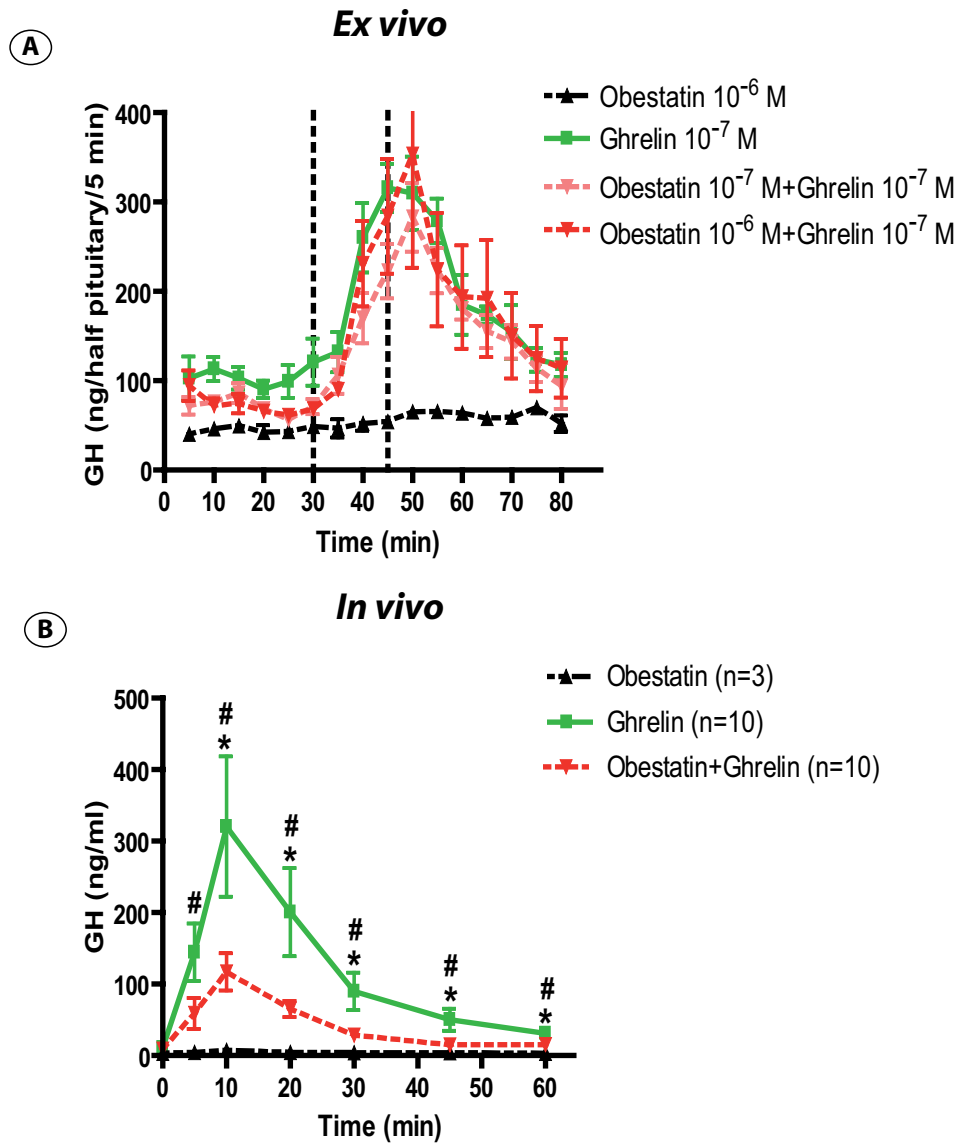 Ex vivo
A
Obestatin 10⁻⁶ M
Ghrelin 10⁻⁷ M
Obestatin 10⁻⁷ M+Ghrelin 10⁻⁷ M
Obestatin 10⁻⁶ M+Ghrelin 10⁻⁷ M
GH (ng/half pituitary/5 min)
400
300
200
100
0
0 10 20 30 40 50 60 70 80
Time (min)
In vivo
B
Obestatin (n=3)
Ghrelin (n=10)
Obestatin+Ghrelin (n=10)
GH (ng/ml)
500
400
300
200
100
0
#
#
*
#
*
#
*
#
*
#
*
0 10 20 30 40 50 60
Time (min)